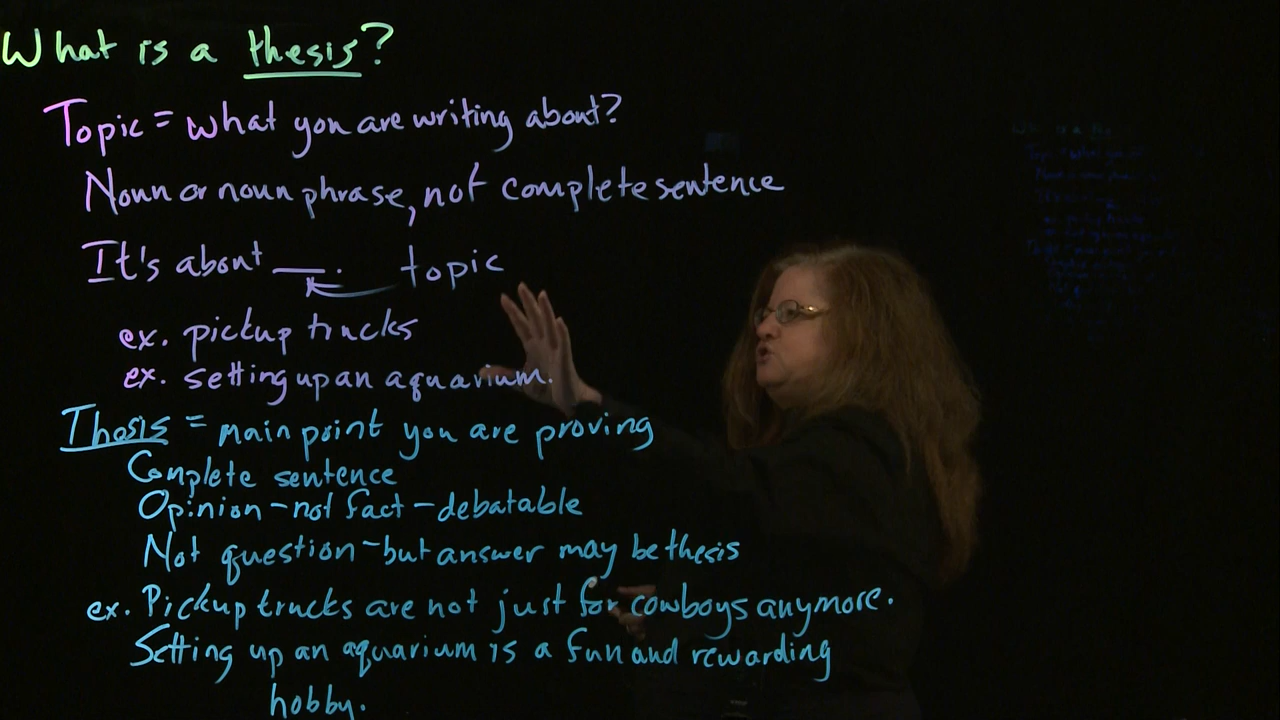 What is a thesis?
Topic = what you are writing about?
Noun or noun phrase, not complete sentence
It's about ___. topic
ex. pickup trucks
ex. setting up an aquarium.
Thesis = main point you are proving
Complete sentence
Opinion - not fact - debatable
Not question - but answer may be thesis
ex. Pickup trucks are not just for cowboys anymore.
Setting up an aquarium is a fun and rewarding
hobby.